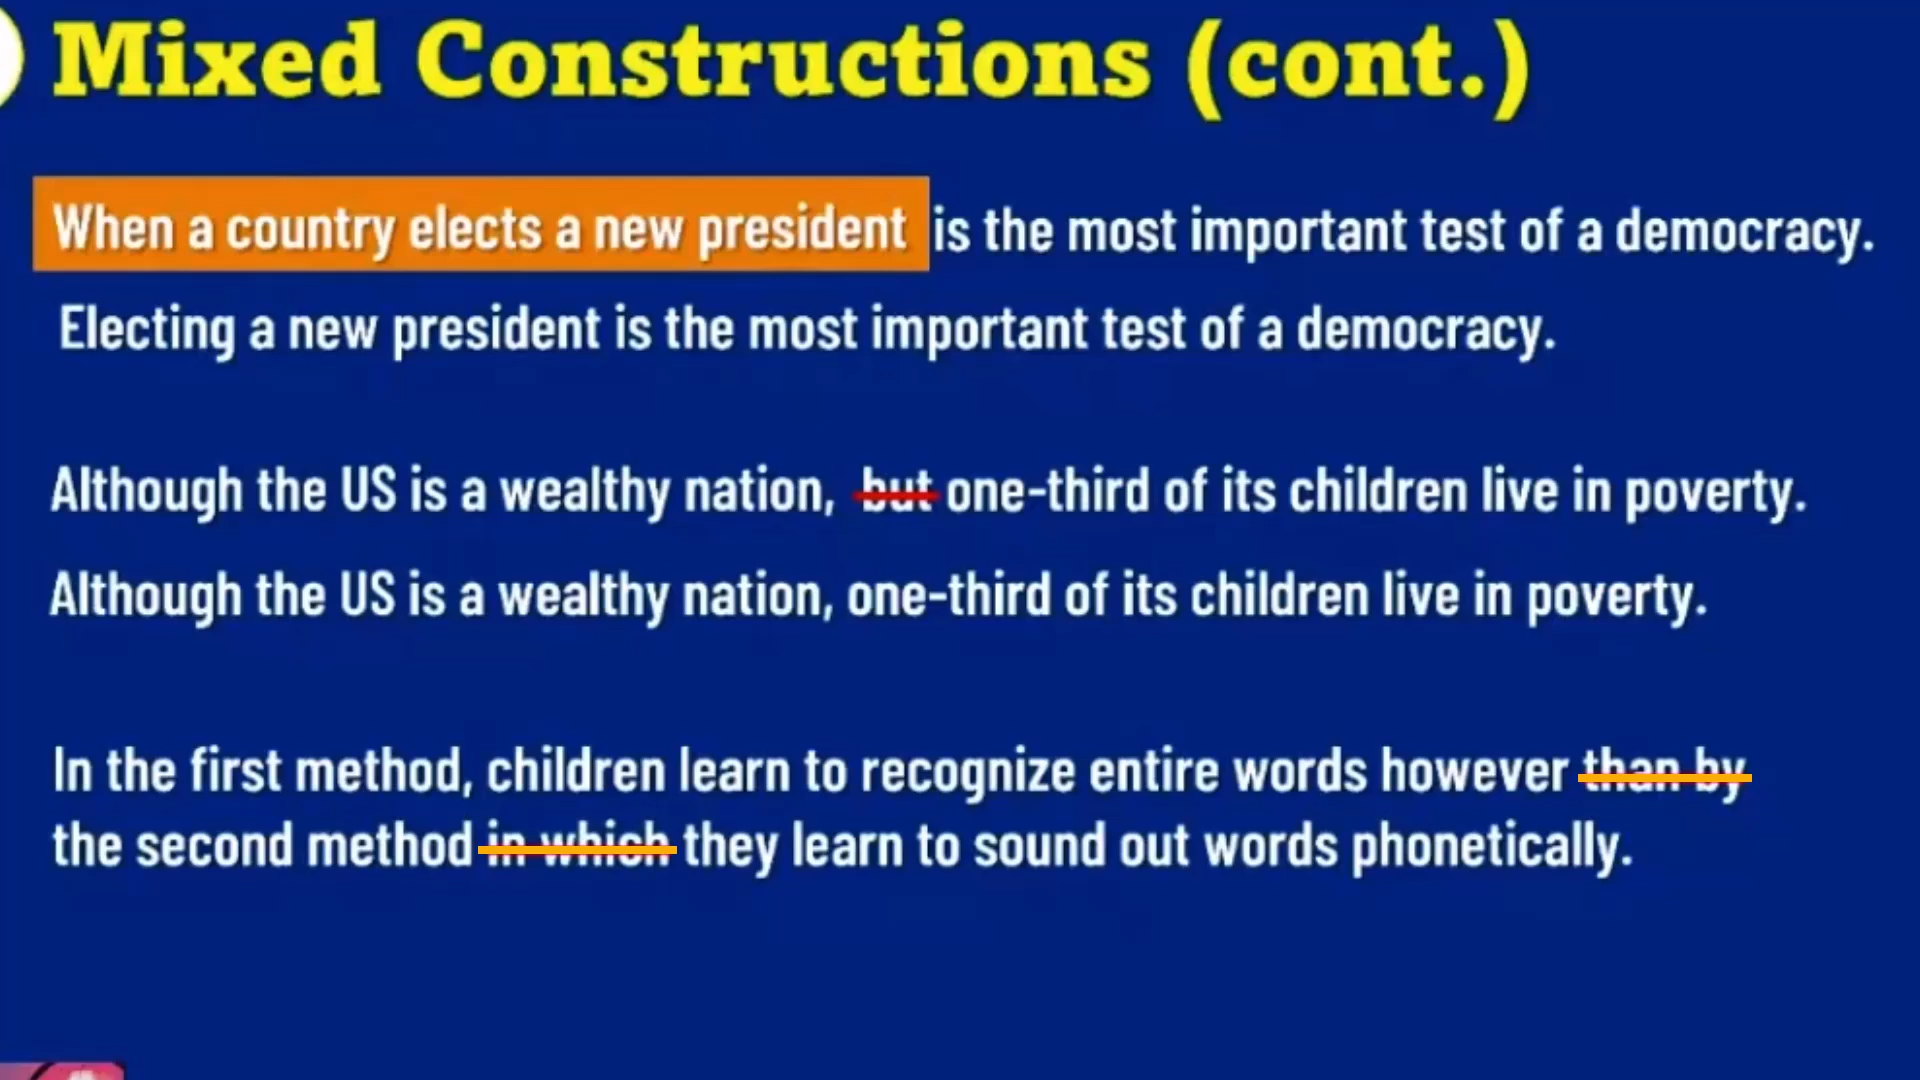 Mixed Constructions (cont.)
When a country elects a new president is the most important test of a democracy.
Electing a new president is the most important test of a democracy.
Although the US is a wealthy nation, but one-third of its children live in poverty.
Although the US is a wealthy nation, one-third of its children live in poverty.
In the first method, children learn to recognize entire words however than by
the second method in which they learn to sound out words phonetically.